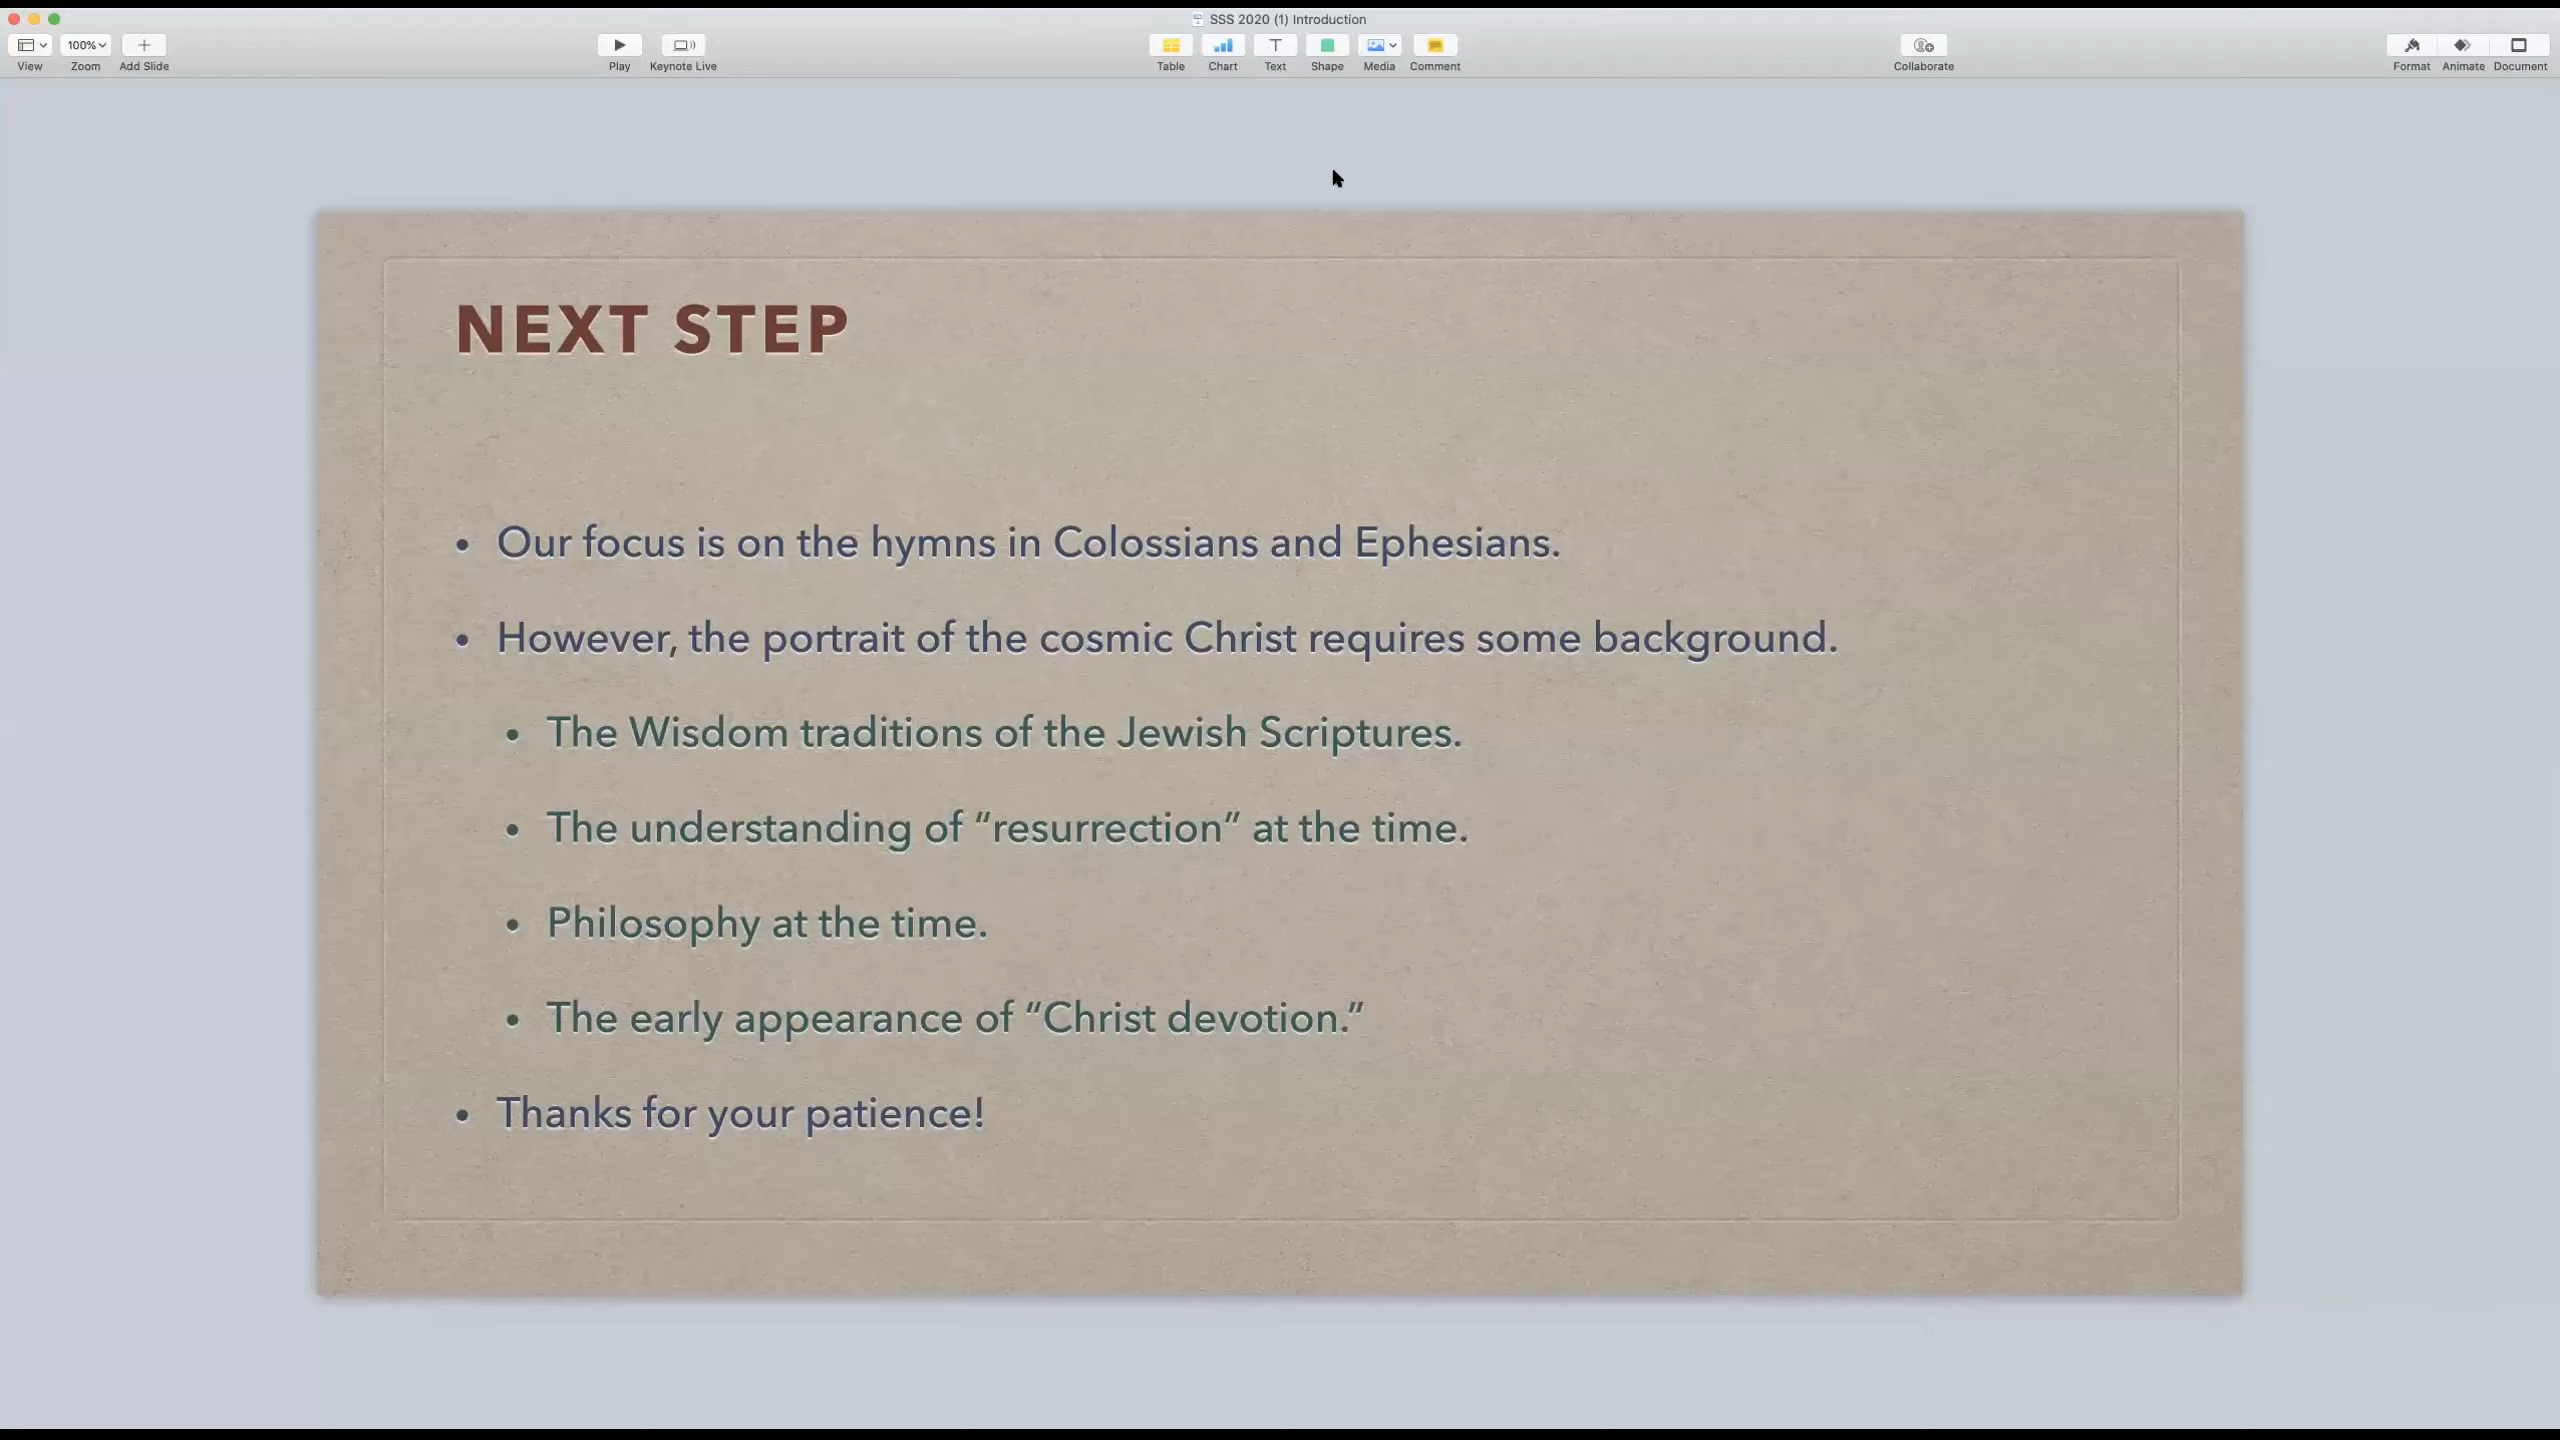 SSS 2020 (1) Introduction
100%
View Zoom Add Slide Play Keynote Live Table Chart Text Shape Media Comment Collaborate Format Animate Document
NEXT STEP
• Our focus is on the hymns in Colossians and Ephesians.
• However, the portrait of the cosmic Christ requires some background.
• The Wisdom traditions of the Jewish Scriptures.
• The understanding of “resurrection” at the time.
• Philosophy at the time.
• The early appearance of “Christ devotion.”
• Thanks for your patience!